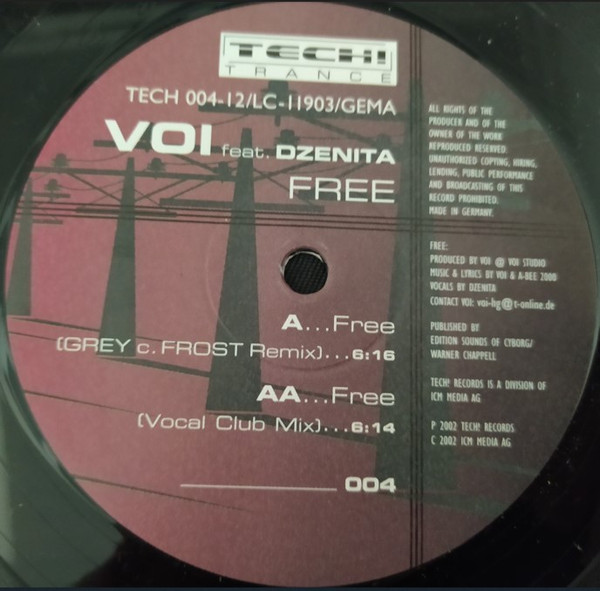 TECH!
TRANCE
TECH 004-12/LC-11903/GEMA
VOI feat. DZENITA
FREE
A...Free
(GREY c. FROST Remix)...6:16
AA...Free
(Vocal Club Mix)...6:14
004
ALL RIGHTS OF THE
PRODUCER AND OF THE
OWNER OF THE WORK
REPRODUCED RESERVED.
UNAUTHORIZED COPYING, HIRING,
LENDING, PUBLIC PERFORMANCE
AND BROADCASTING OF THIS
RECORD PROHIBITED.
MADE IN GERMANY.
FREE:
PRODUCED BY VOI @ VOI STUDIO
MUSIC & LYRICS BY VOI & A-BEE 2000
VOCALS BY DZENITA
CONTACT VOI: voi-hg@t-online.de
PUBLISHED BY
EDITION SOUNDS OF CYBORG/
WARNER CHAPPELL
TECH! RECORDS IS A DIVISION OF
ICM MEDIA AG
P 2002 TECH! RECORDS
C 2002 ICM MEDIA AG